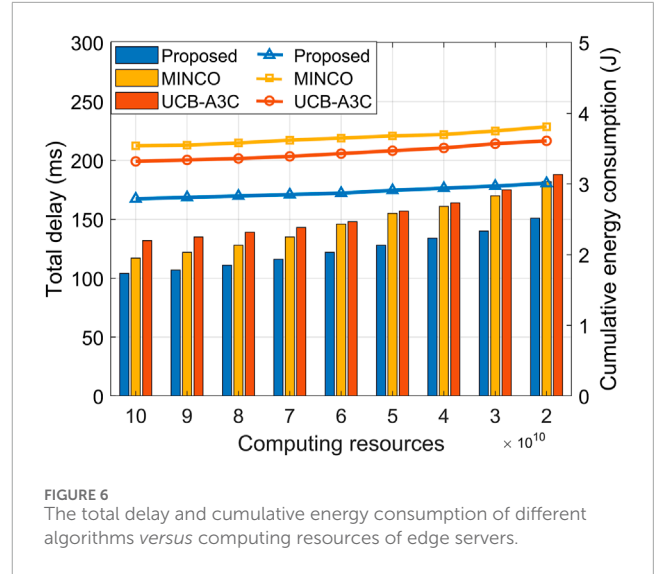 300
250
200
150
100
50
0
Total delay (ms)
Proposed
MINCO
UCB-A3C
Proposed
MINCO
UCB-A3C
5
4
3
2
1
0
Cumulative energy consumption (J)
10 9 8 7 6 5 4 3 2
Computing resources
× 10^10
FIGURE 6
The total delay and cumulative energy consumption of different
algorithms versus computing resources of edge servers.